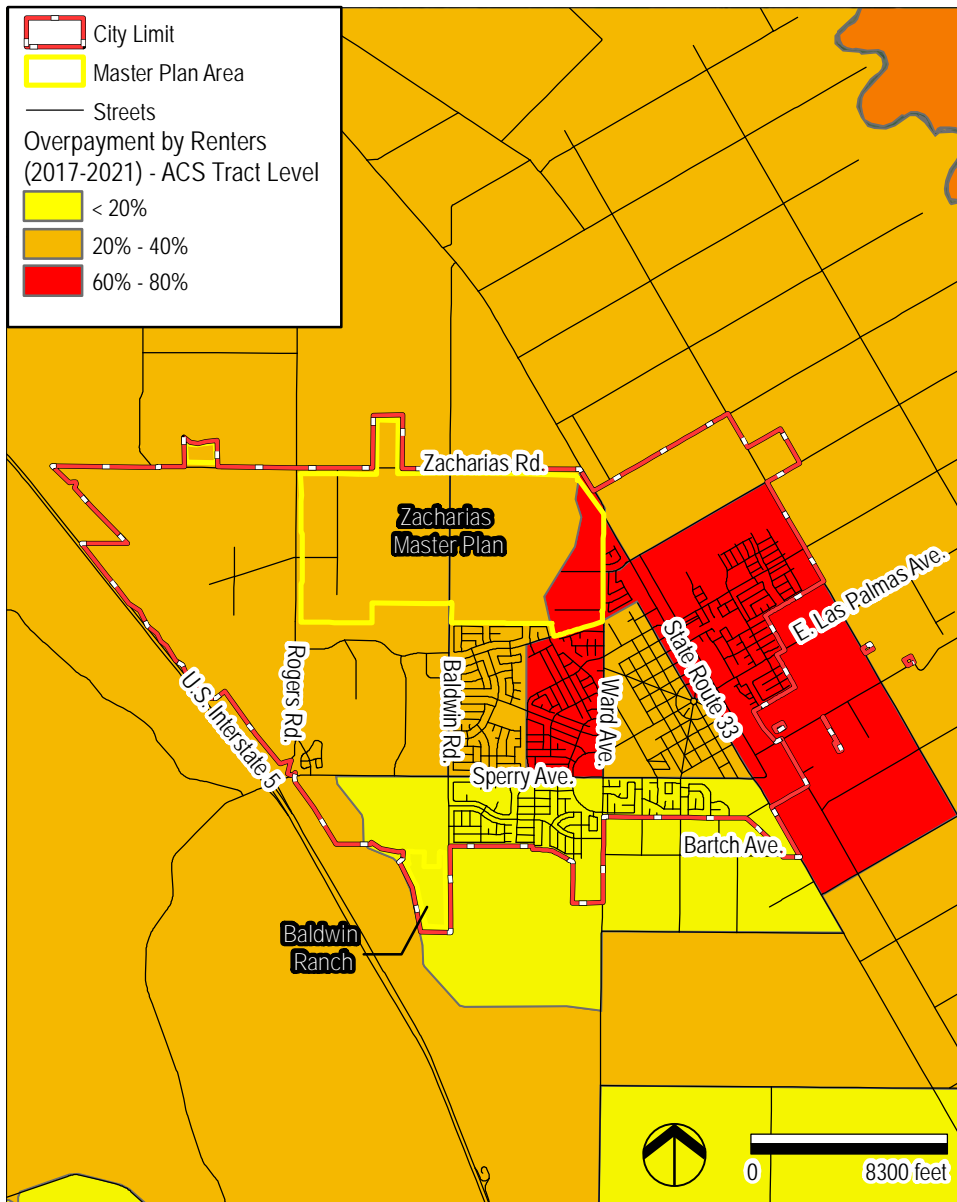 City Limit
Master Plan Area
Streets
Overpayment by Renters
(2017-2021) - ACS Tract Level
< 20%
20% - 40%
60% - 80%
Zacharias Rd.
Zacharias
Master Plan
E. Las Palmas Ave.
State Route 33
Rogers Rd.
Baldwin Rd.
Ward Ave.
U.S. Interstate 5
Sperry Ave.
Bartch Ave.
Baldwin
Ranch
0
8300 feet